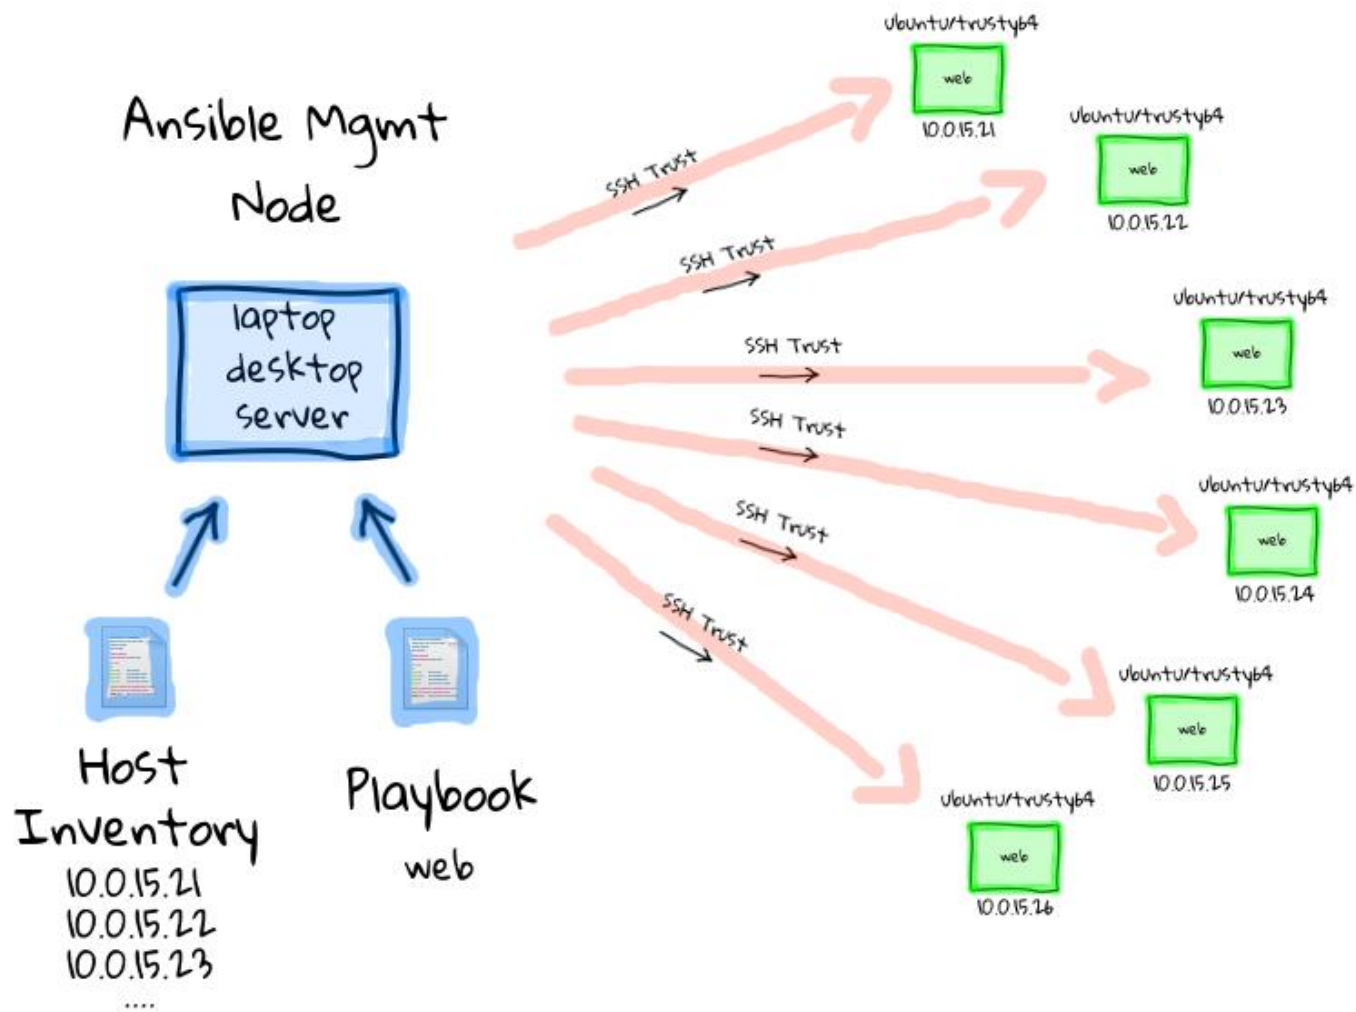 Ansible Mgmt
Node
laptop
desktop
server
Host
Inventory
10.0.15.21
10.0.15.22
10.0.15.23
....
Playbook
web
SSH Trust
SSH Trust
SSH Trust
SSH Trust
SSH Trust
SSH Trust
ubuntu/trusty64
web
10.0.15.21
ubuntu/trusty64
web
10.0.15.22
ubuntu/trusty64
web
10.0.15.23
ubuntu/trusty64
web
10.0.15.24
ubuntu/trusty64
web
10.0.15.25
ubuntu/trusty64
web
10.0.15.26